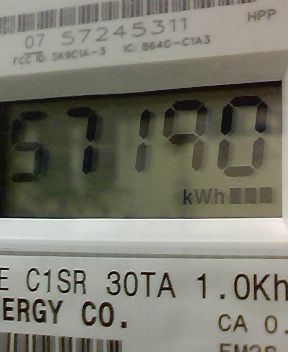 HPP
07 57245311
FCC ID: SK9C1A-3 IC: 864G-C1A3
57190
kWh
E C1SR 30TA 1.0Kh
ERGY CO.
CA 0.